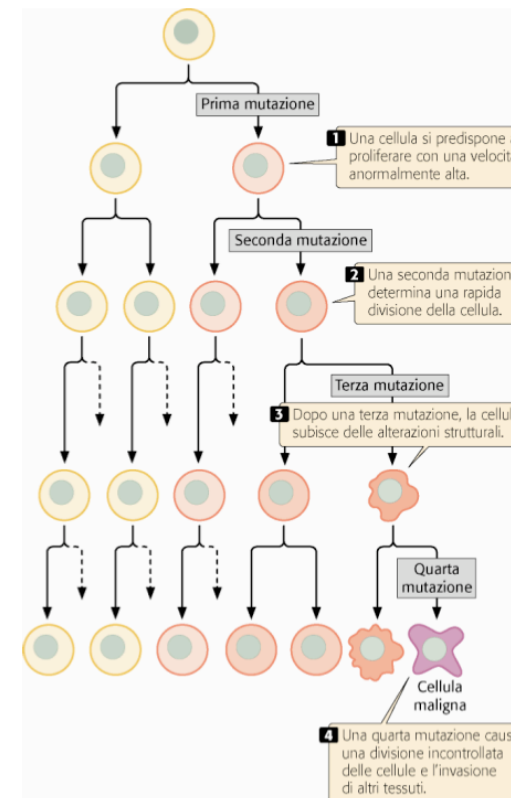 Prima mutazione
1 Una cellula si predispone a
proliferare con una velocità
anormalmente alta.
Seconda mutazione
2 Una seconda mutazion
determina una rapida
divisione della cellula.
Terza mutazione
3 Dopo una terza mutazione, la cellul
subisce delle alterazioni strutturali.
Quarta
mutazione
Cellula
maligna
4 Una quarta mutazione caus
una divisione incontrollata
delle cellule e l'invasione
di altri tessuti.